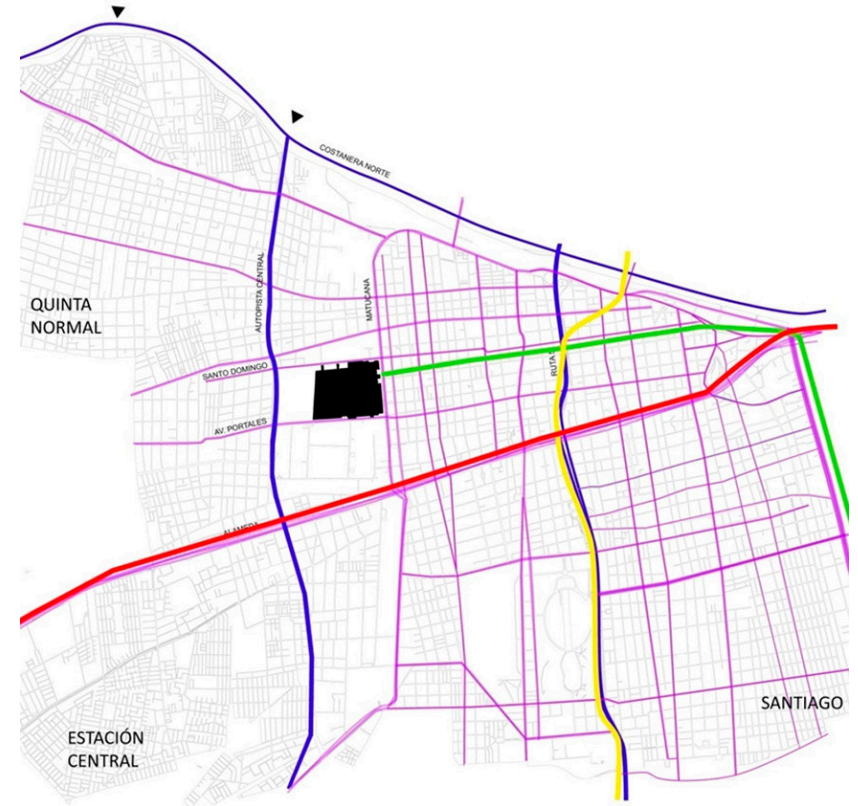 COSTANERA NORTE
AUTOPISTA CENTRAL
MATUCANA
QUINTA
NORMAL
RUTA 5
SANTO DOMINGO
AV. PORTALES
ALAMEDA
SANTIAGO
ESTACIÓN
CENTRAL